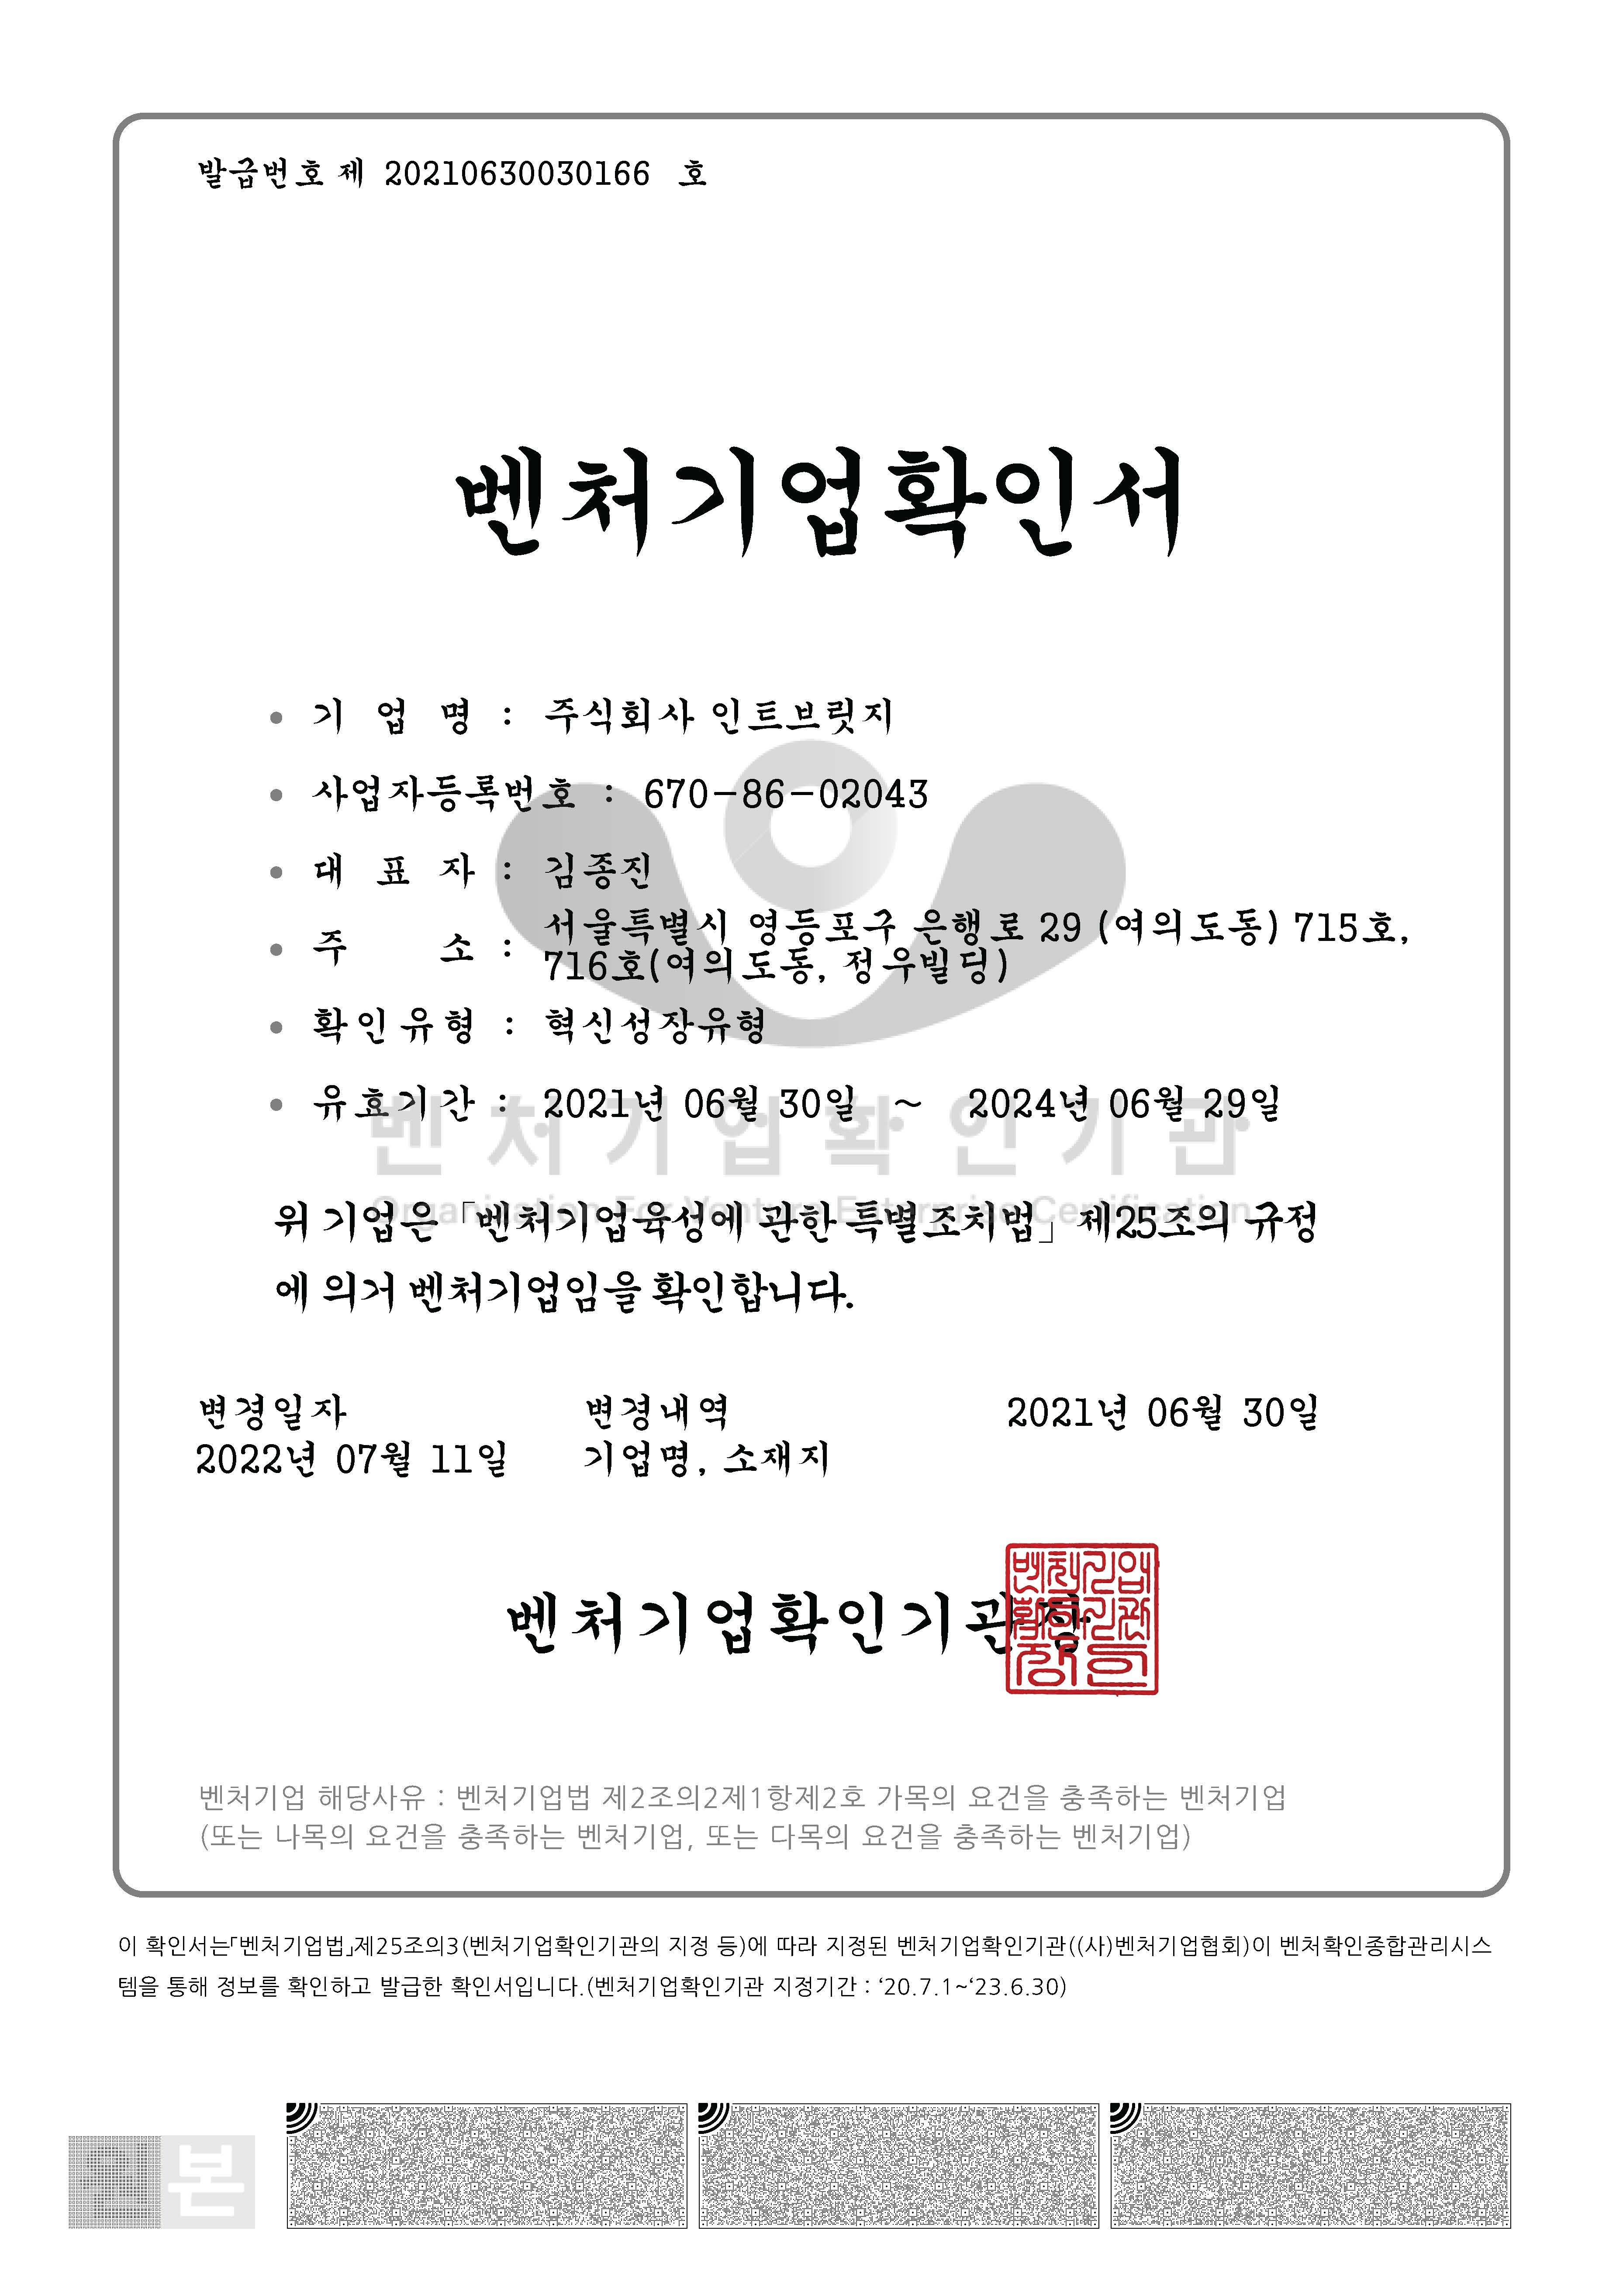 발급번호 제 20210630030166 호
벤처기업확인서
• 기 업 명 : 주식회사 인트브릿지
• 사업자등록번호 : 670-86-02043
• 대 표 자 : 김종진
• 주 소 : 서울특별시 영등포구 은행로 29 (여의도동) 715호,
716호(여의도동, 정우빌딩)
• 확인유형 : 혁신성장유형
• 유효기간 : 2021년 06월 30일 ~ 2024년 06월 29일
벤처기업확인기관
Organization For Venture Enterprise Certification
위 기업은「벤처기업육성에 관한 특별조치법」제25조의 규정
에 의거 벤처기업임을 확인합니다.
변경일자 변경내역 2021년 06월 30일
2022년 07월 11일 기업명, 소재지
벤처기업확인기관장
벤처기업 해당사유 : 벤처기업법 제2조의2제1항제2호 가목의 요건을 충족하는 벤처기업
(또는 나목의 요건을 충족하는 벤처기업, 또는 다목의 요건을 충족하는 벤처기업)
이 확인서는「벤처기업법」제25조의3(벤처기업확인기관의 지정 등)에 따라 지정된 벤처기업확인기관((사)벤처기업협회)이 벤처확인종합관리시스
템을 통해 정보를 확인하고 발급한 확인서입니다.(벤처기업확인기관 지정기간 : ‘20.7.1~‘23.6.30)
본